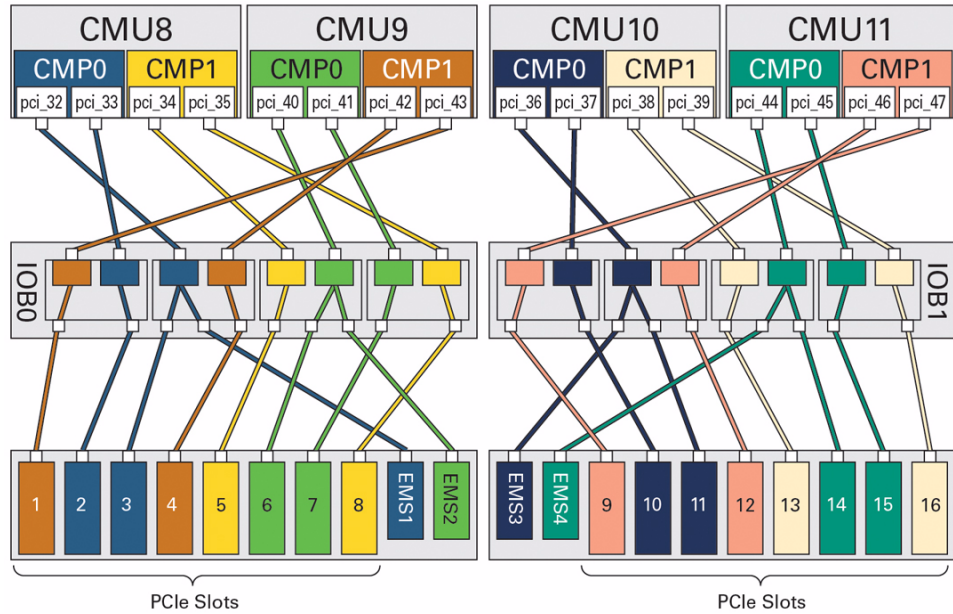 CMU8 CMU9 CMU10 CMU11
CMP0 CMP1 CMP0 CMP1 CMP0 CMP1 CMP0 CMP1
pci_32 pci_33 pci_34 pci_35 pci_40 pci_41 pci_42 pci_43 pci_36 pci_37 pci_38 pci_39 pci_44 pci_45 pci_46 pci_47
IOB0 IOB1
1 2 3 4 5 6 7 8 EMS1 EMS2 EMS3 EMS4 9 10 11 12 13 14 15 16
PCIe Slots PCIe Slots